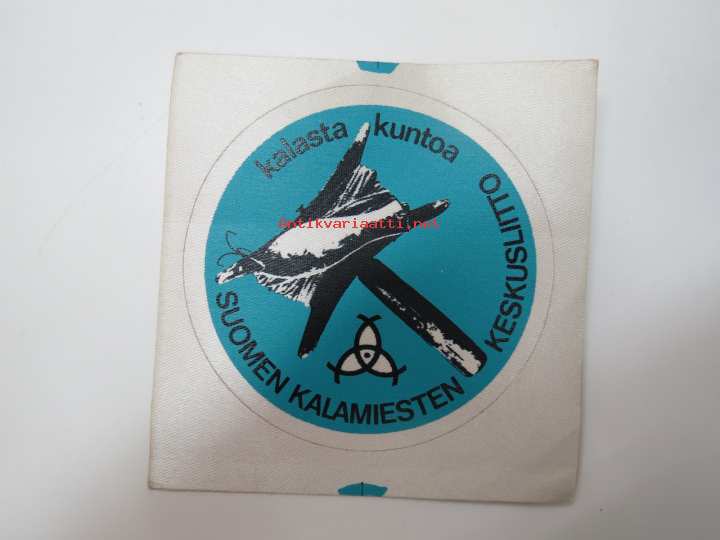 kalasta kuntoa
Antikvariaatti.net
SUOMEN KALAMIESTEN KESKUSLIITTO